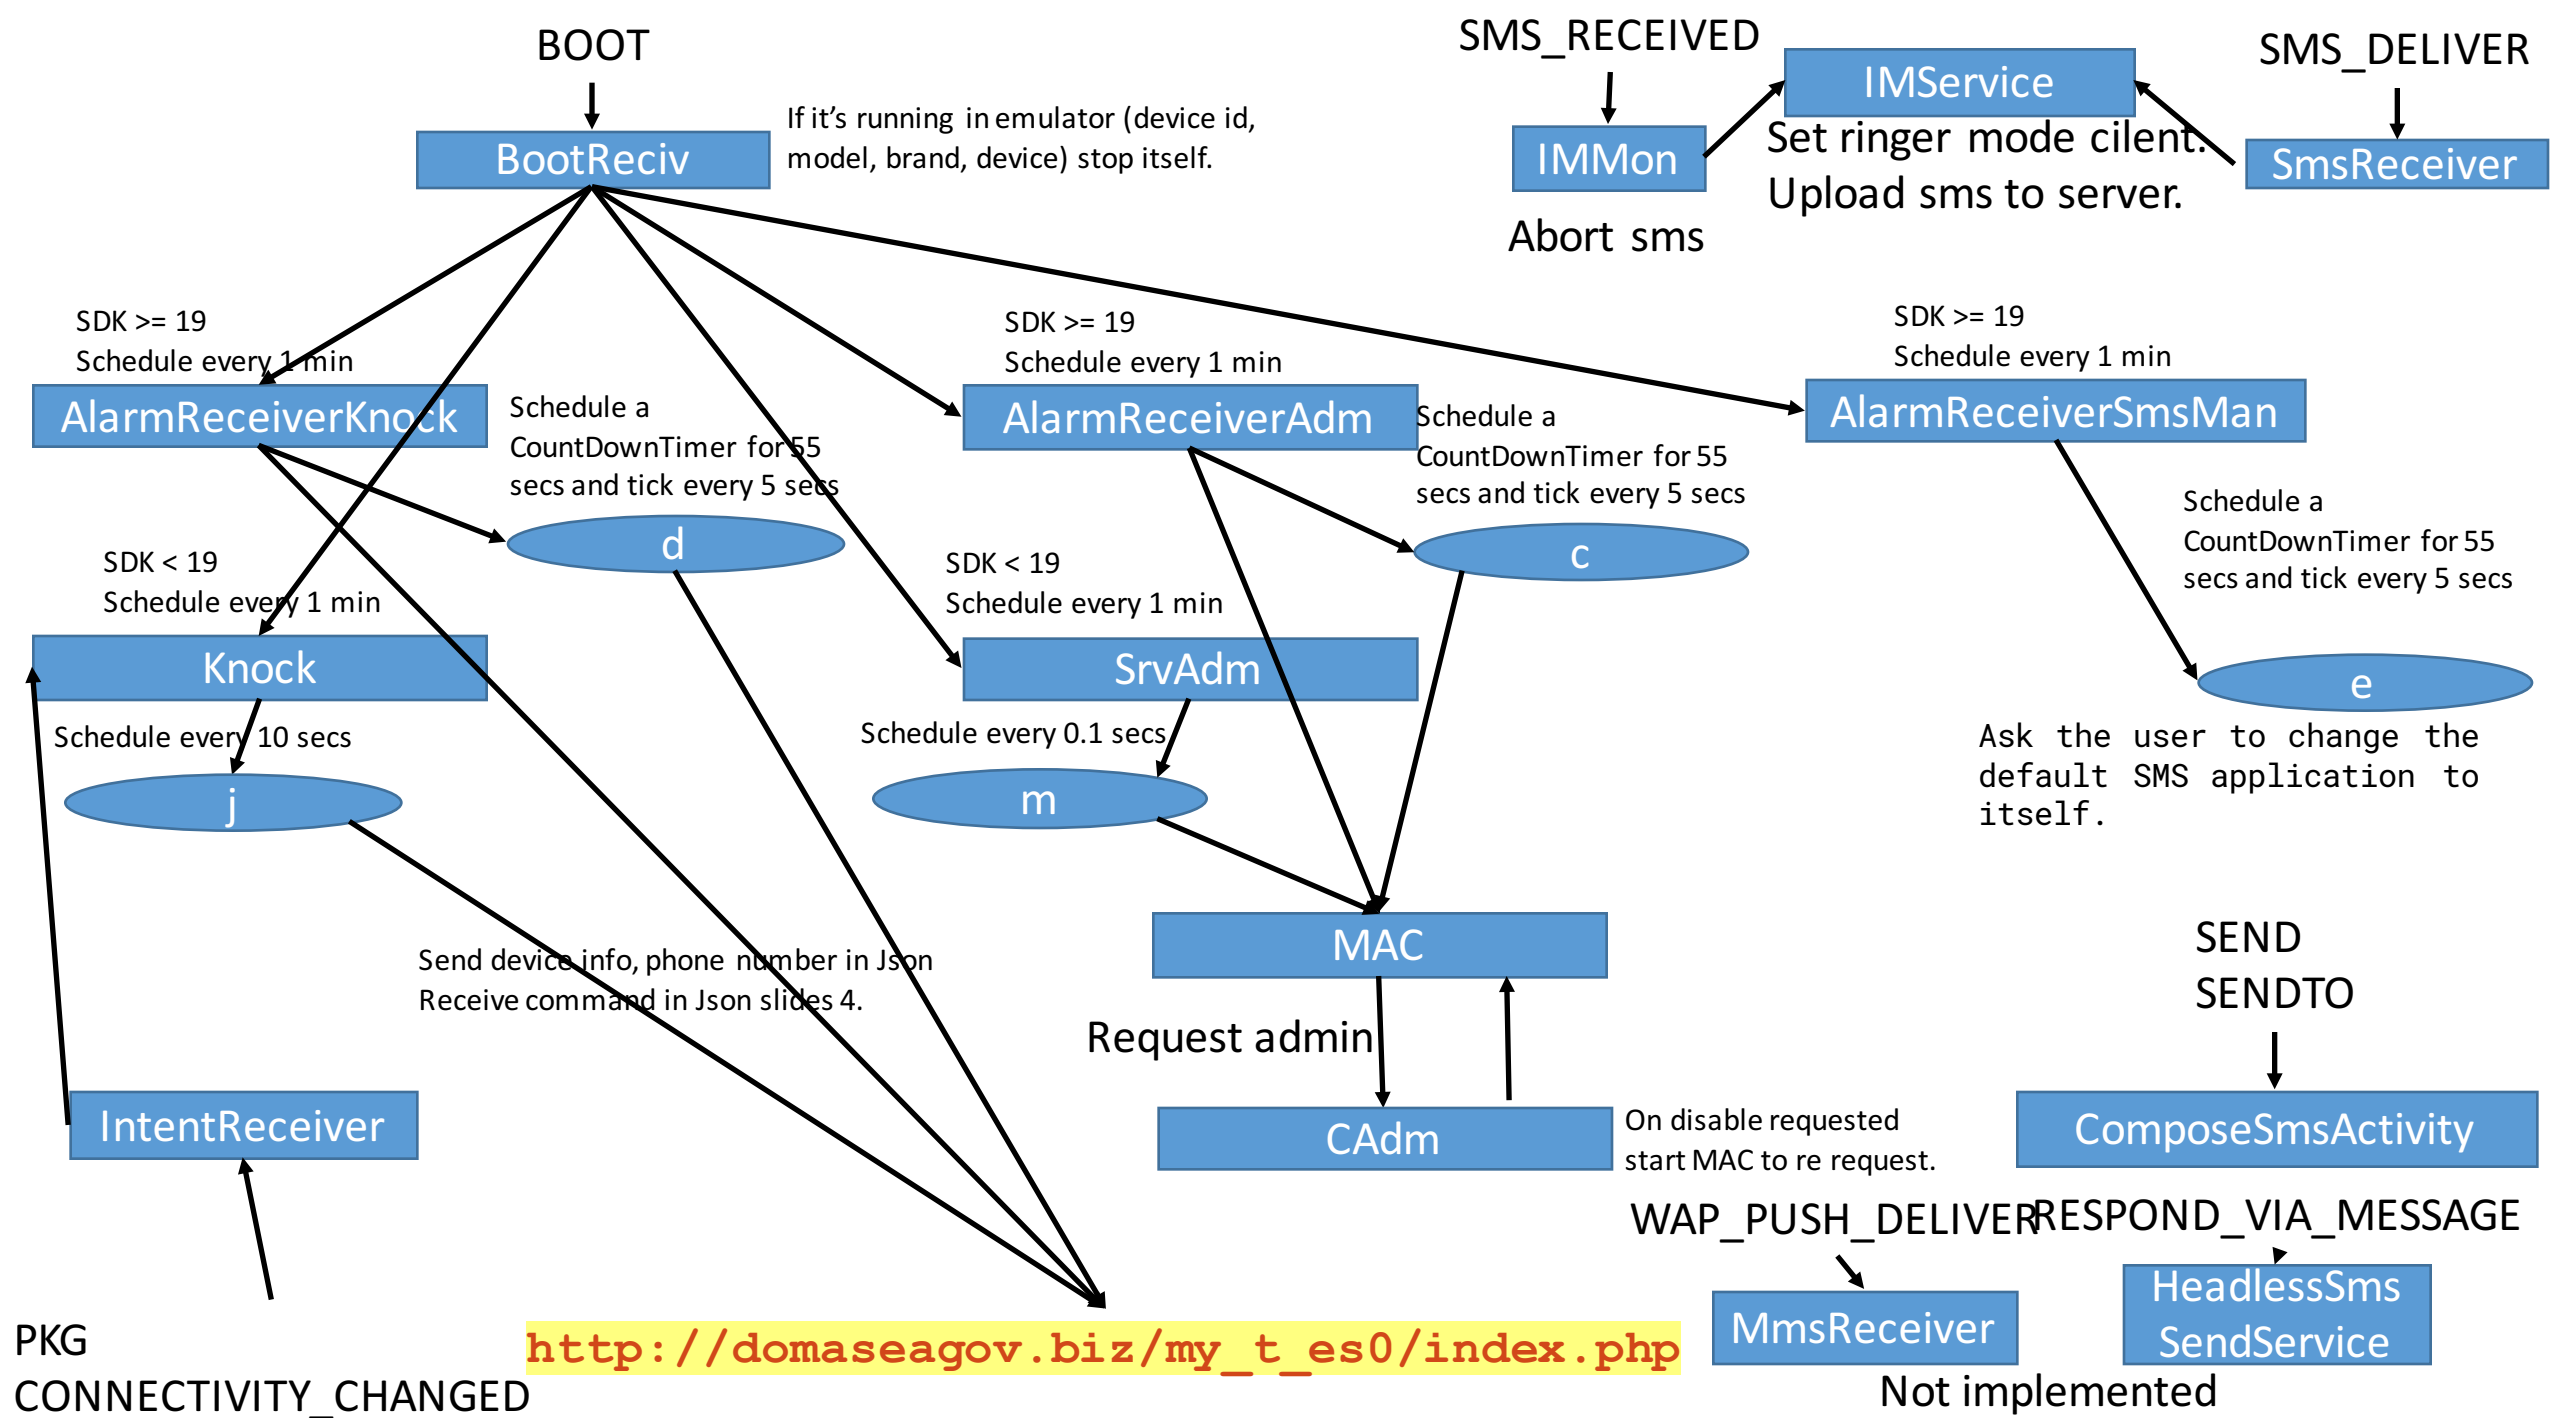 BOOT
SMS_RECEIVED
SMS_DELIVER
IMService
BootReciv
If it's running in emulator (device id,
model, brand, device) stop itself.
IMMon
Set ringer mode cilent.
Upload sms to server.
SmsReceiver
Abort sms
SDK >= 19
Schedule every 1 min
AlarmReceiverKnock
SDK >= 19
Schedule every 1 min
AlarmReceiverAdm
SDK >= 19
Schedule every 1 min
AlarmReceiverSmsMan
Schedule a
CountDownTimer for 55
secs and tick every 5 secs
d
Schedule a
CountDownTimer for 55
secs and tick every 5 secs
c
Schedule a
CountDownTimer for 55
secs and tick every 5 secs
e
SDK < 19
Schedule every 1 min
Knock
SDK < 19
Schedule every 1 min
SrvAdm
Schedule every 10 secs
j
Schedule every 0.1 secs
m
Ask the user to change the
default SMS application to
itself.
MAC
SEND
SENDTO
Send device info, phone number in Json
Receive command in Json slides 4.
Request admin
IntentReceiver
CAdm
On disable requested
start MAC to re request.
ComposeSmsActivity
WAP_PUSH_DELIVER
RESPOND_VIA_MESSAGE
MmsReceiver
HeadlessSms
SendService
PKG
CONNECTIVITY_CHANGED
http://domaseagov.biz/my_t_es0/index.php
Not implemented